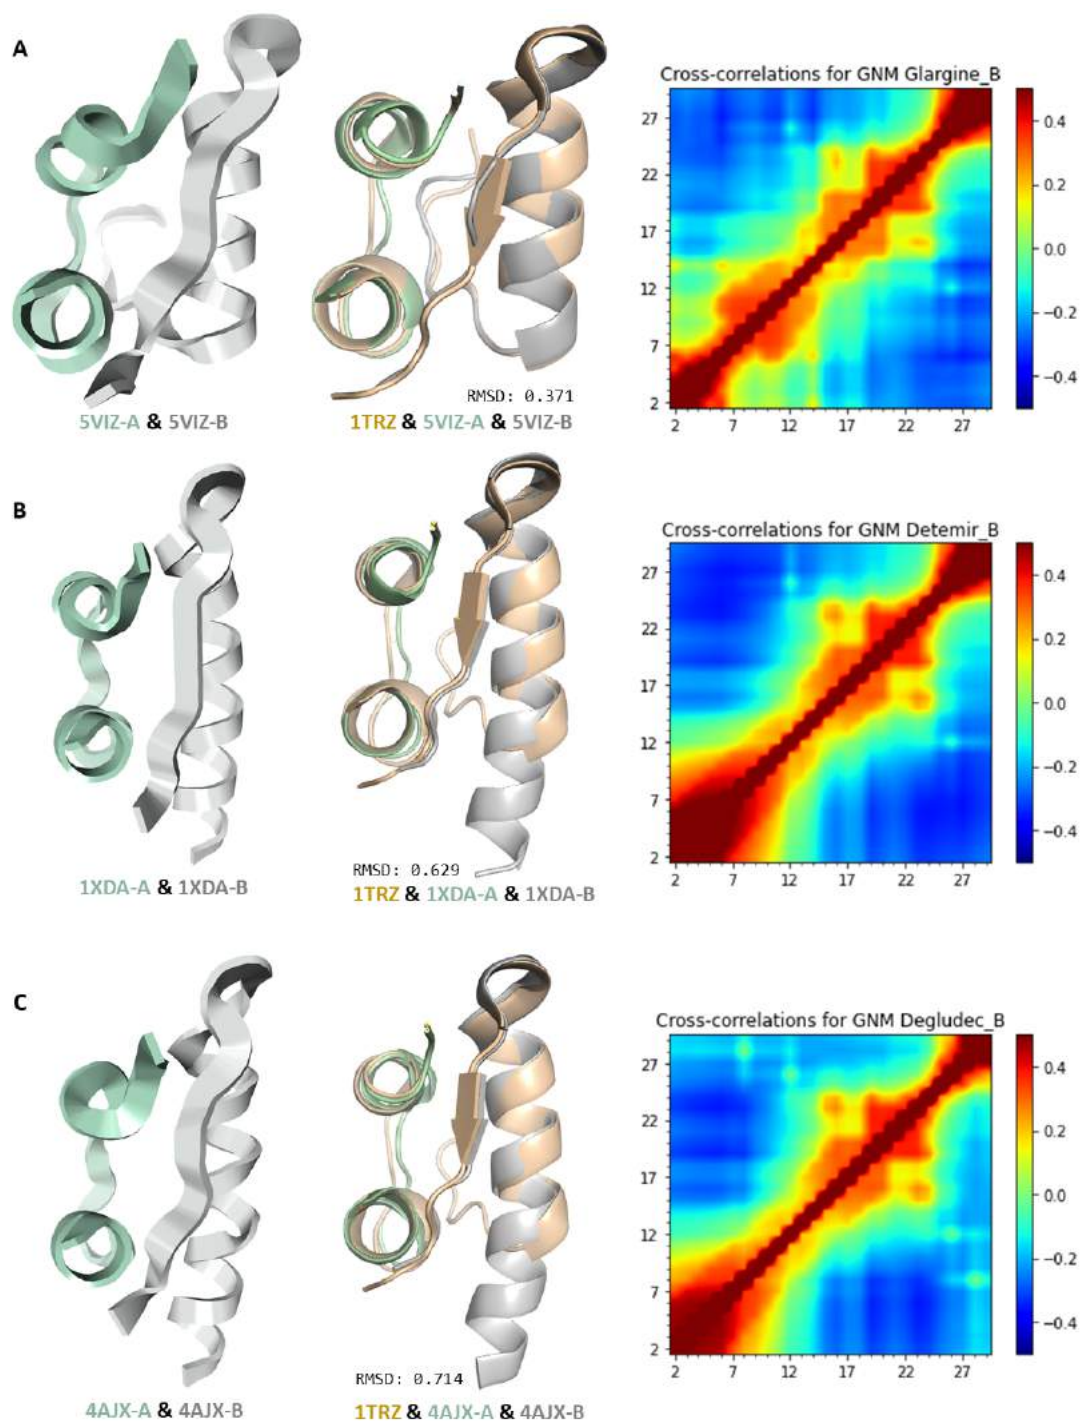 A
5VIZ-A & 5VIZ-B
RMSD: 0.371
1TRZ & 5VIZ-A & 5VIZ-B
Cross-correlations for GNM Glargine_B
27
22
17
12
7
2
2 7 12 17 22 27
0.4
0.2
0.0
−0.2
−0.4
B
1XDA-A & 1XDA-B
RMSD: 0.629
1TRZ & 1XDA-A & 1XDA-B
Cross-correlations for GNM Detemir_B
27
22
17
12
7
2
2 7 12 17 22 27
0.4
0.2
0.0
−0.2
−0.4
C
4AJX-A & 4AJX-B
RMSD: 0.714
1TRZ & 4AJX-A & 4AJX-B
Cross-correlations for GNM Degludec_B
27
22
17
12
7
2
2 7 12 17 22 27
0.4
0.2
0.0
−0.2
−0.4